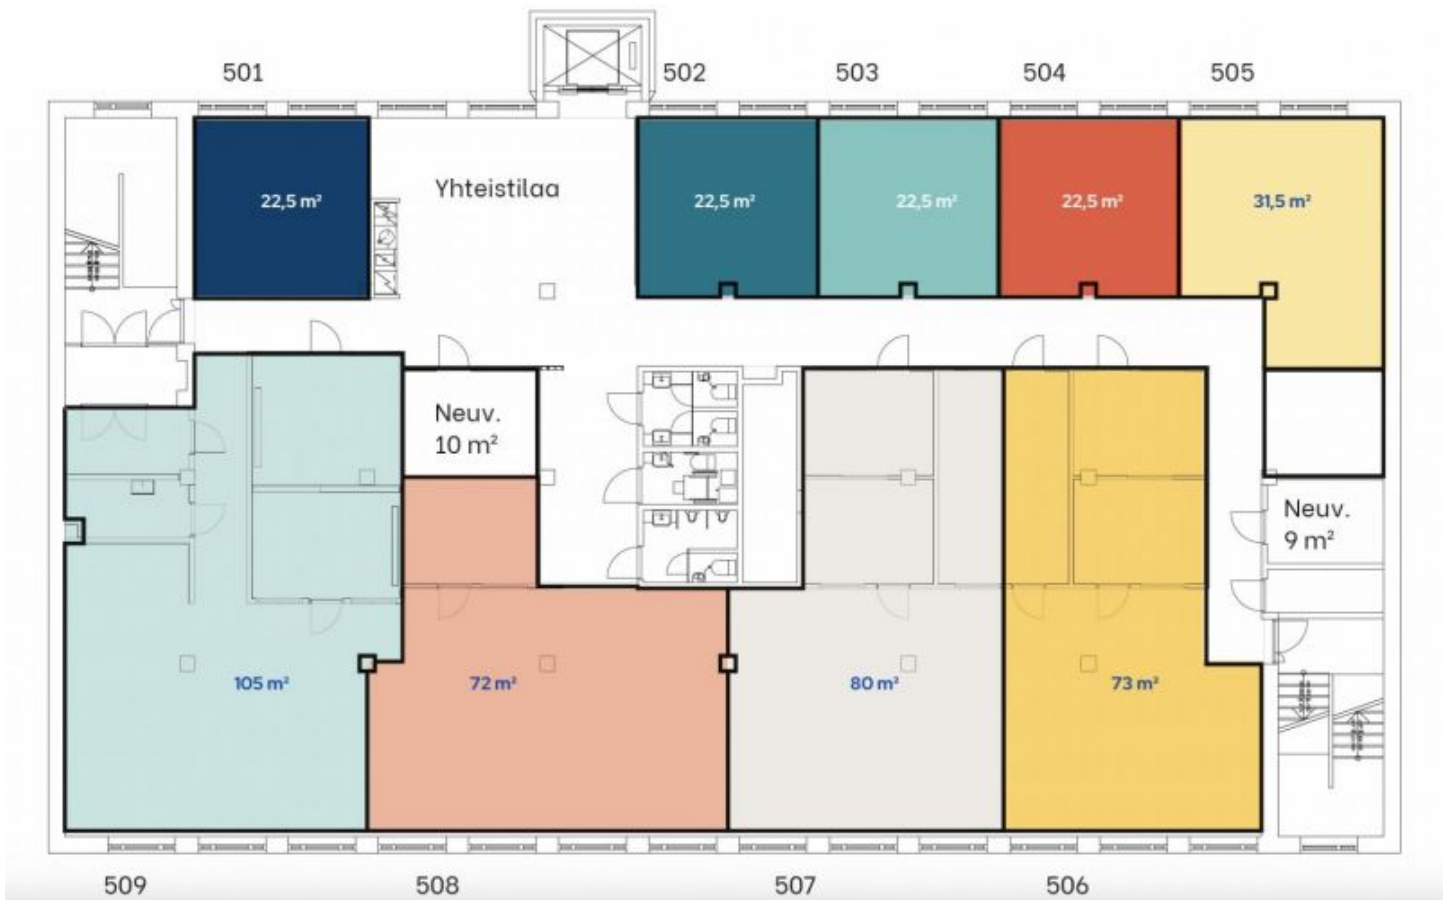 501
502
503
504
505
22,5 m²
Yhteistilaa
22,5 m²
22,5 m²
22,5 m²
31,5 m²
Neuv.
10 m²
Neuv.
9 m²
105 m²
72 m²
80 m²
73 m²
509
508
507
506